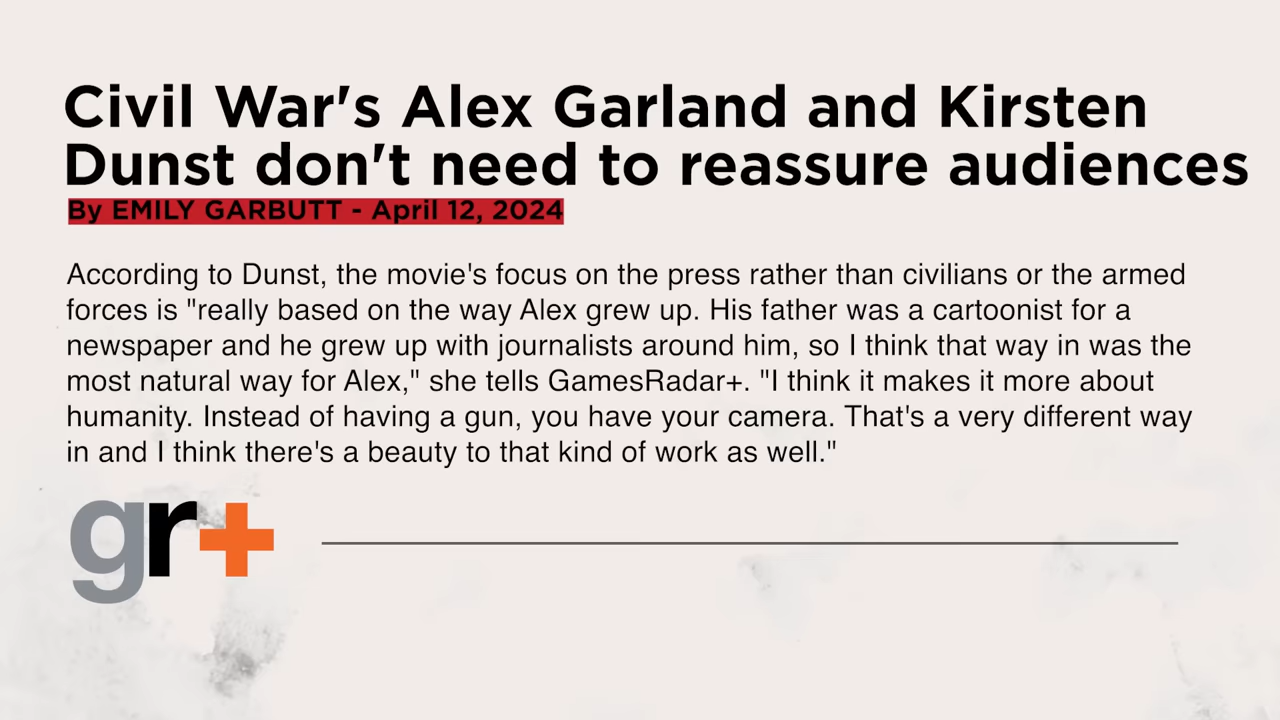 Civil War's Alex Garland and Kirsten
Dunst don't need to reassure audiences
By EMILY GARBUTT - April 12, 2024
According to Dunst, the movie's focus on the press rather than civilians or the armed
forces is "really based on the way Alex grew up. His father was a cartoonist for a
newspaper and he grew up with journalists around him, so I think that way in was the
most natural way for Alex," she tells GamesRadar+. "I think it makes it more about
humanity. Instead of having a gun, you have your camera. That's a very different way
in and I think there's a beauty to that kind of work as well."
gr+